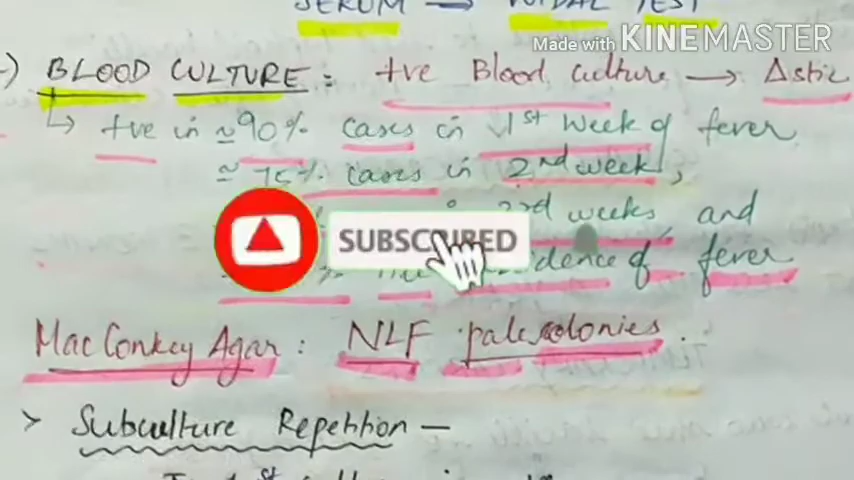 SERUM → WIDAL TEST
Made with KINEMASTER
-) BLOOD CULTURE: +ve Blood culture → Δstic
↳ +ve in ≈90% cases in 1st Week of fever
≈75% cases in 2nd week,
3rd weeks and
SUBSCRIBED
of fever
MacConkey Agar: NLF pale colonies.
> Subculture Repetition —